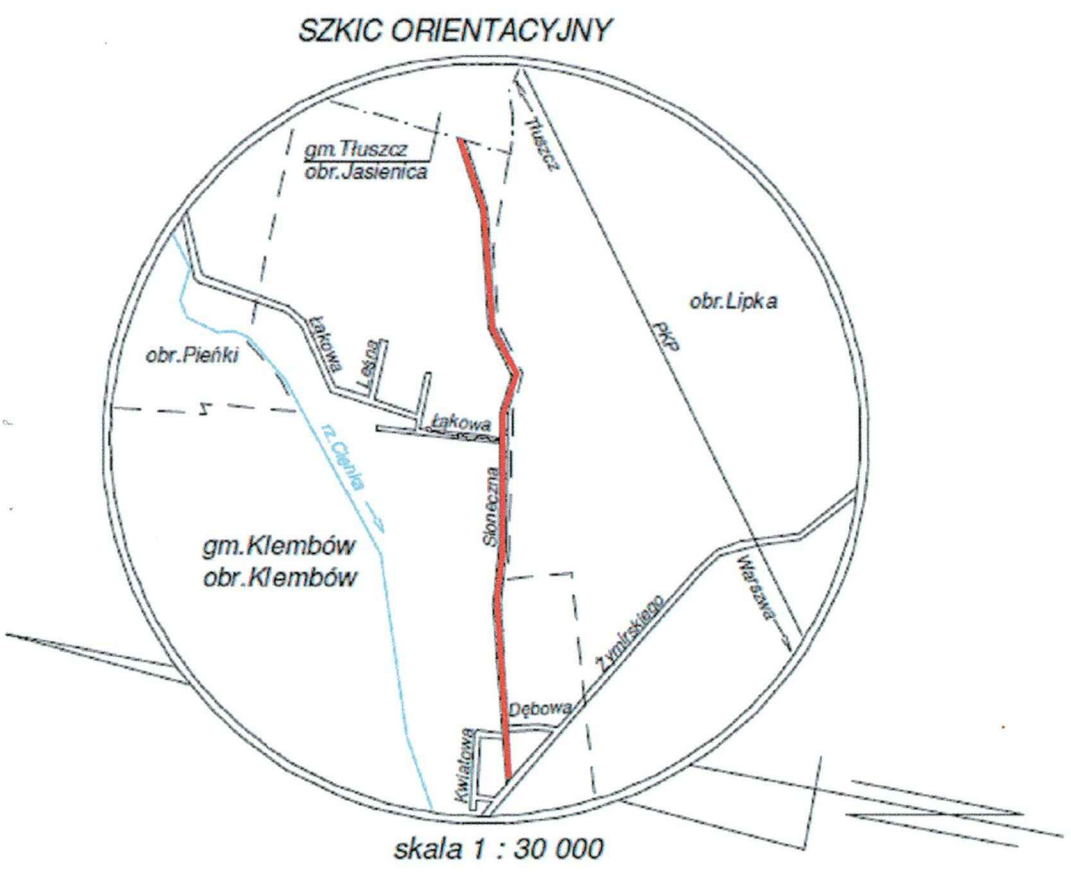 SZKIC ORIENTACYJNY
Tłuszcz
gm.Tłuszcz
obr.Jasienica
obr.Lipka
PKP
Łąkowa
Leśna
obr.Pieńki
Łąkowa
rz.Cienka
Słoneczna
gm.Klembów
obr.Klembów
Warszwa
Żymirskiego
Dębowa
Kwiatowa
skala 1 : 30 000